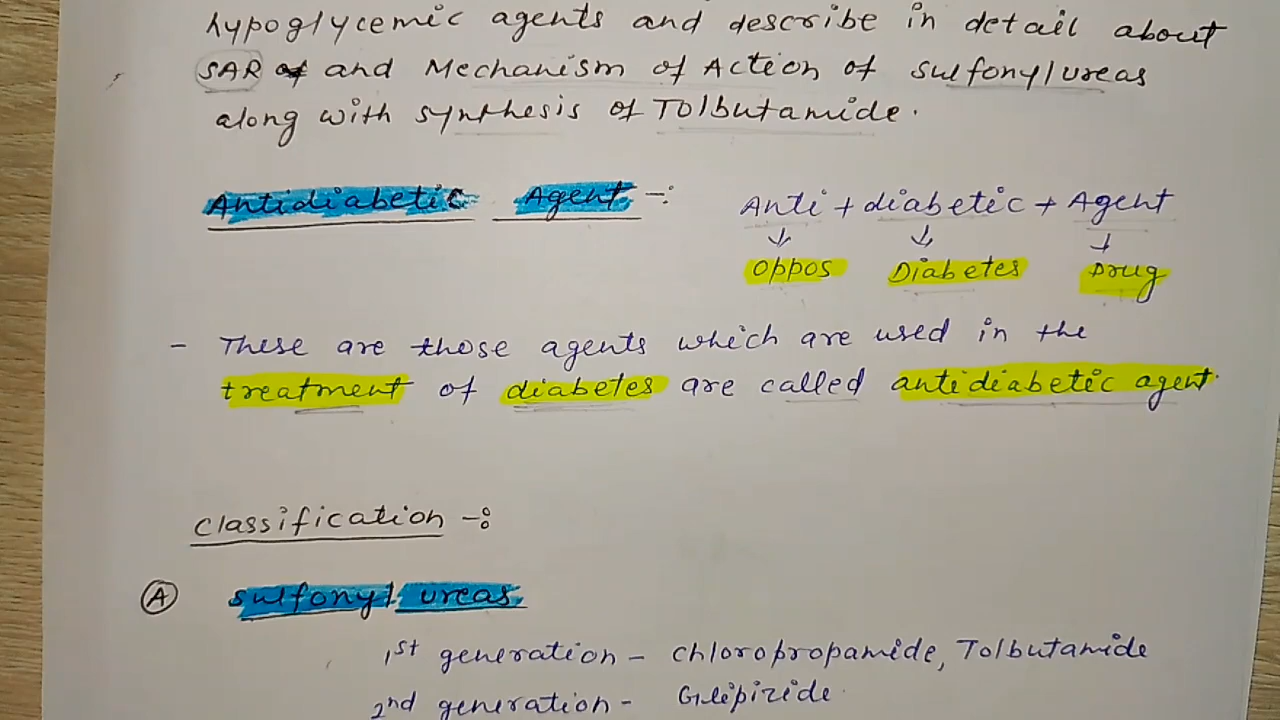 hypoglycemic agents and describe in detail about
SAR of and Mechanism of Action of sulfonylureas
along with synthesis of Tolbutamide.
Antidiabetic Agent -: Anti + diabetic + Agent
Oppos Diabetes Drug
- These are those agents which are used in the
treatment of diabetes are called antidiabetic agent.
Classification -:
A sulfonyl ureas
1st generation - chloropropamide, Tolbutamide
2nd generation - Glipizide